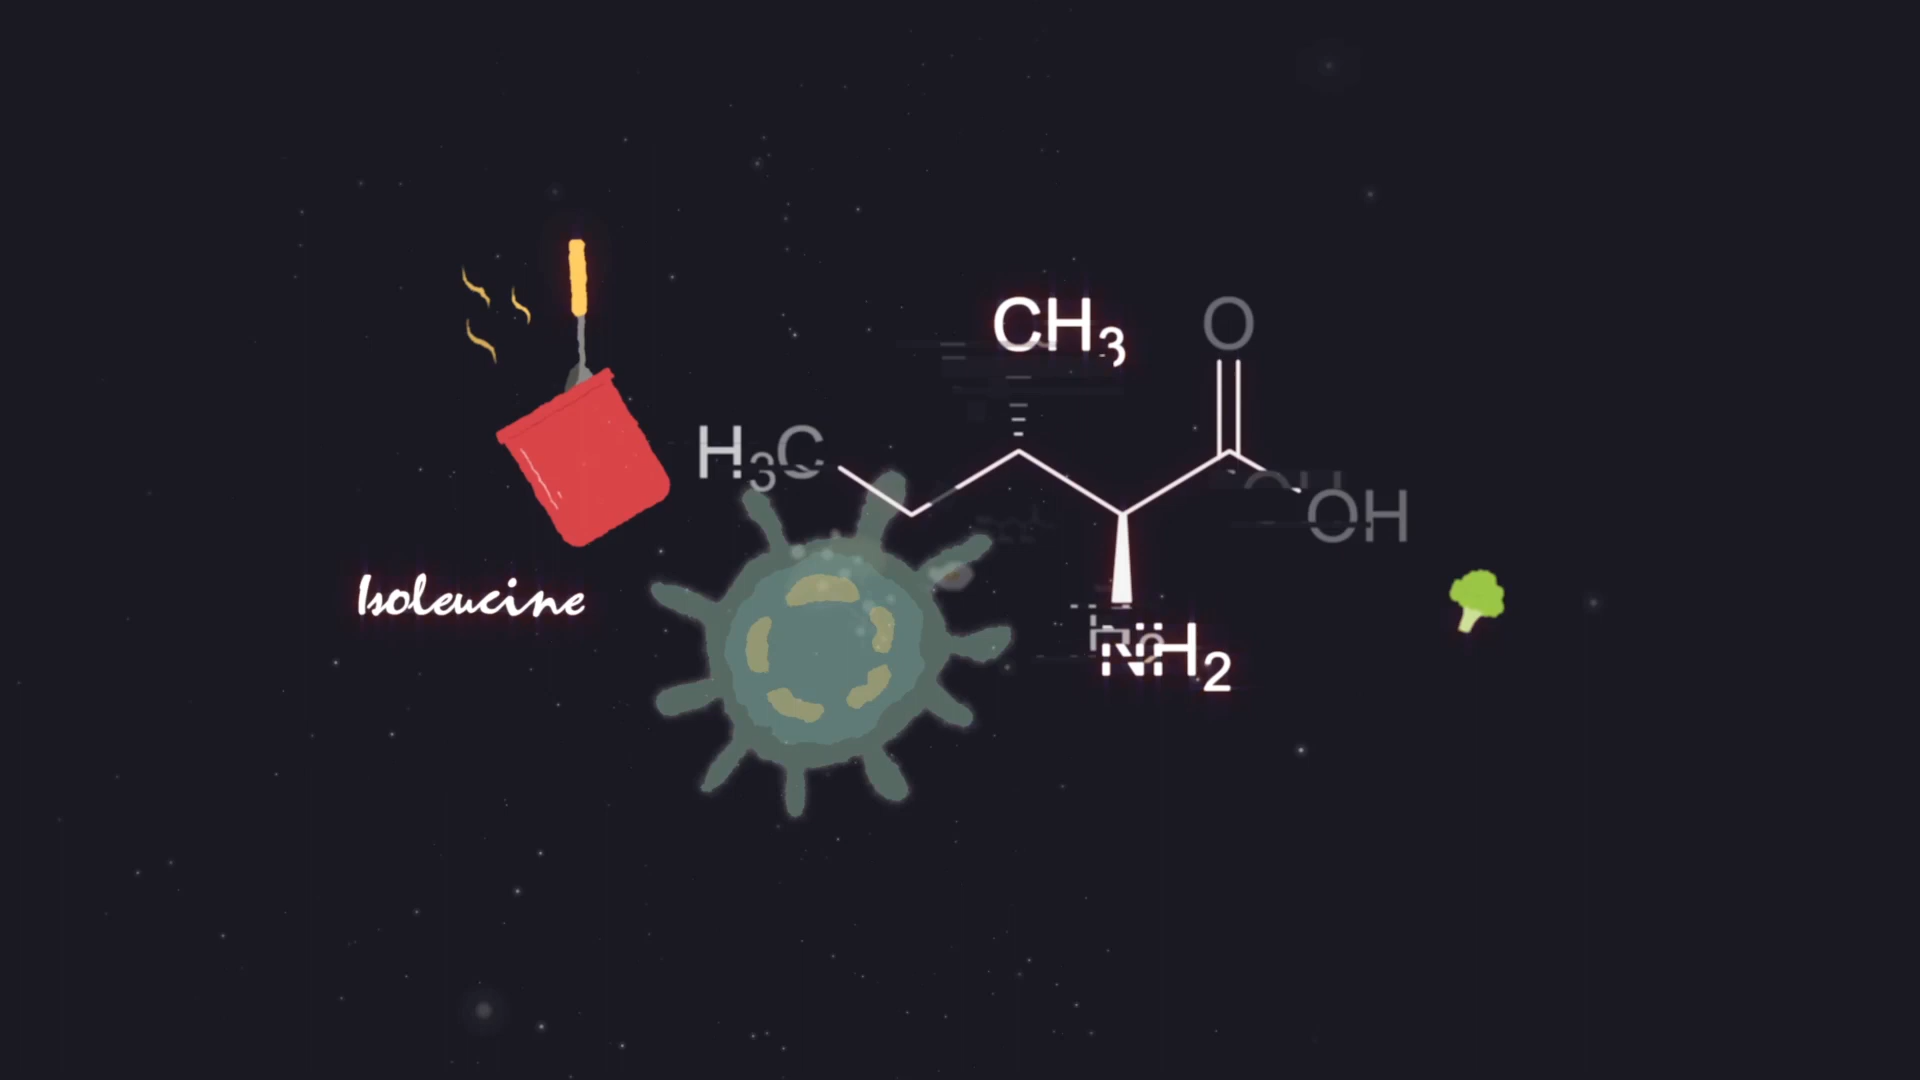 CH3
O
H3C
OH
Isoleucine
NH2